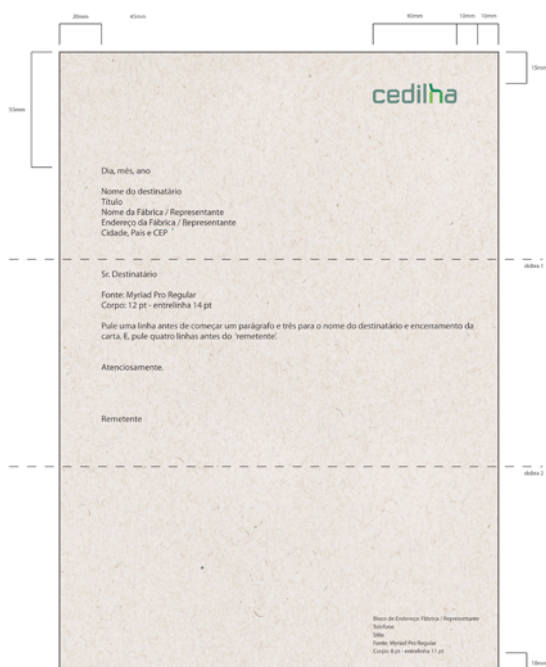 20mm
45mm
40mm
10mm
10mm
15mm
55mm
cedilha
Dia, mês, ano
Nome do destinatário
Título
Nome da Fábrica / Representante
Endereço da Fábrica / Representante
Cidade, País e CEP
dobra 1
Sr. Destinatário
Fonte: Myriad Pro Regular
Corpo: 12 pt - entrelinha 14 pt
Pule uma linha antes de começar um parágrafo e três para o nome do destinatário e encerramento da
carta. E, pule quatro linhas antes do 'remetente'.
Atenciosamente,
Remetente
dobra 2
Bloco de Endereço: Fábrica / Representante
Telefone
Site
Fonte: Myriad Pro Regular
Corpo: 8 pt - entrelinha 11 pt
18mm